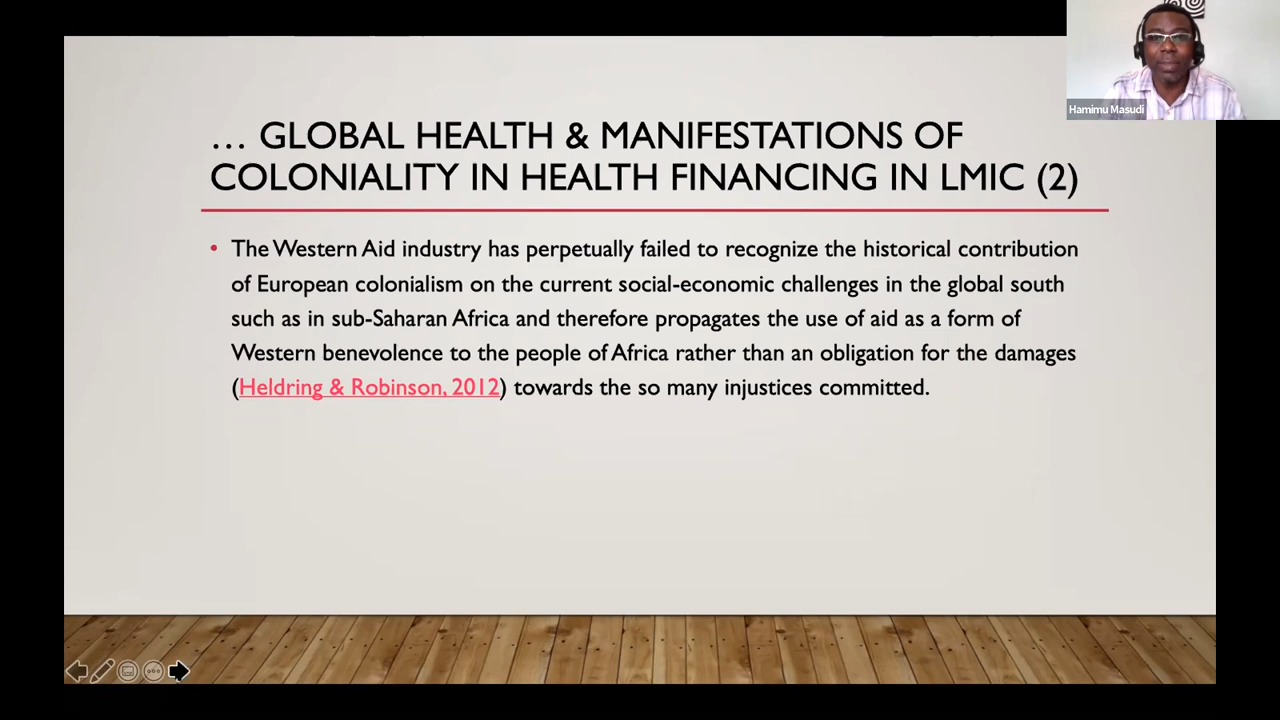 … GLOBAL HEALTH & MANIFESTATIONS OF
COLONIALITY IN HEALTH FINANCING IN LMIC (2)
• The Western Aid industry has perpetually failed to recognize the historical contribution
of European colonialism on the current social-economic challenges in the global south
such as in sub-Saharan Africa and therefore propagates the use of aid as a form of
Western benevolence to the people of Africa rather than an obligation for the damages
(Heldring & Robinson, 2012) towards the so many injustices committed.
Hamimu Masudi